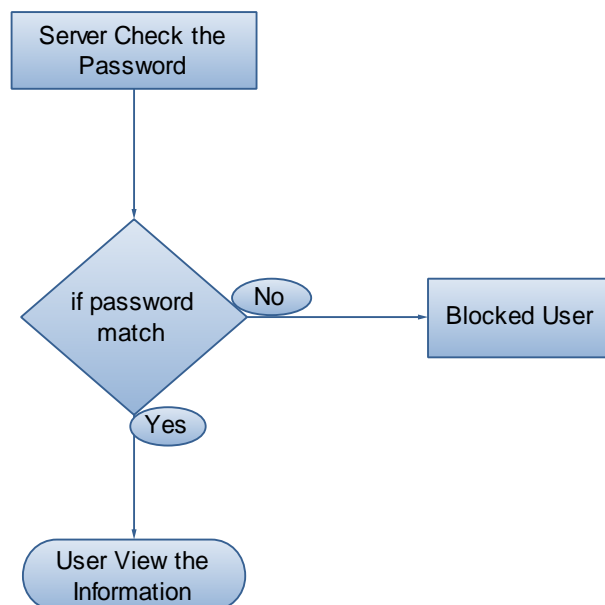 Server Check the
Password
if password
match
No
Blocked User
Yes
User View the
Information